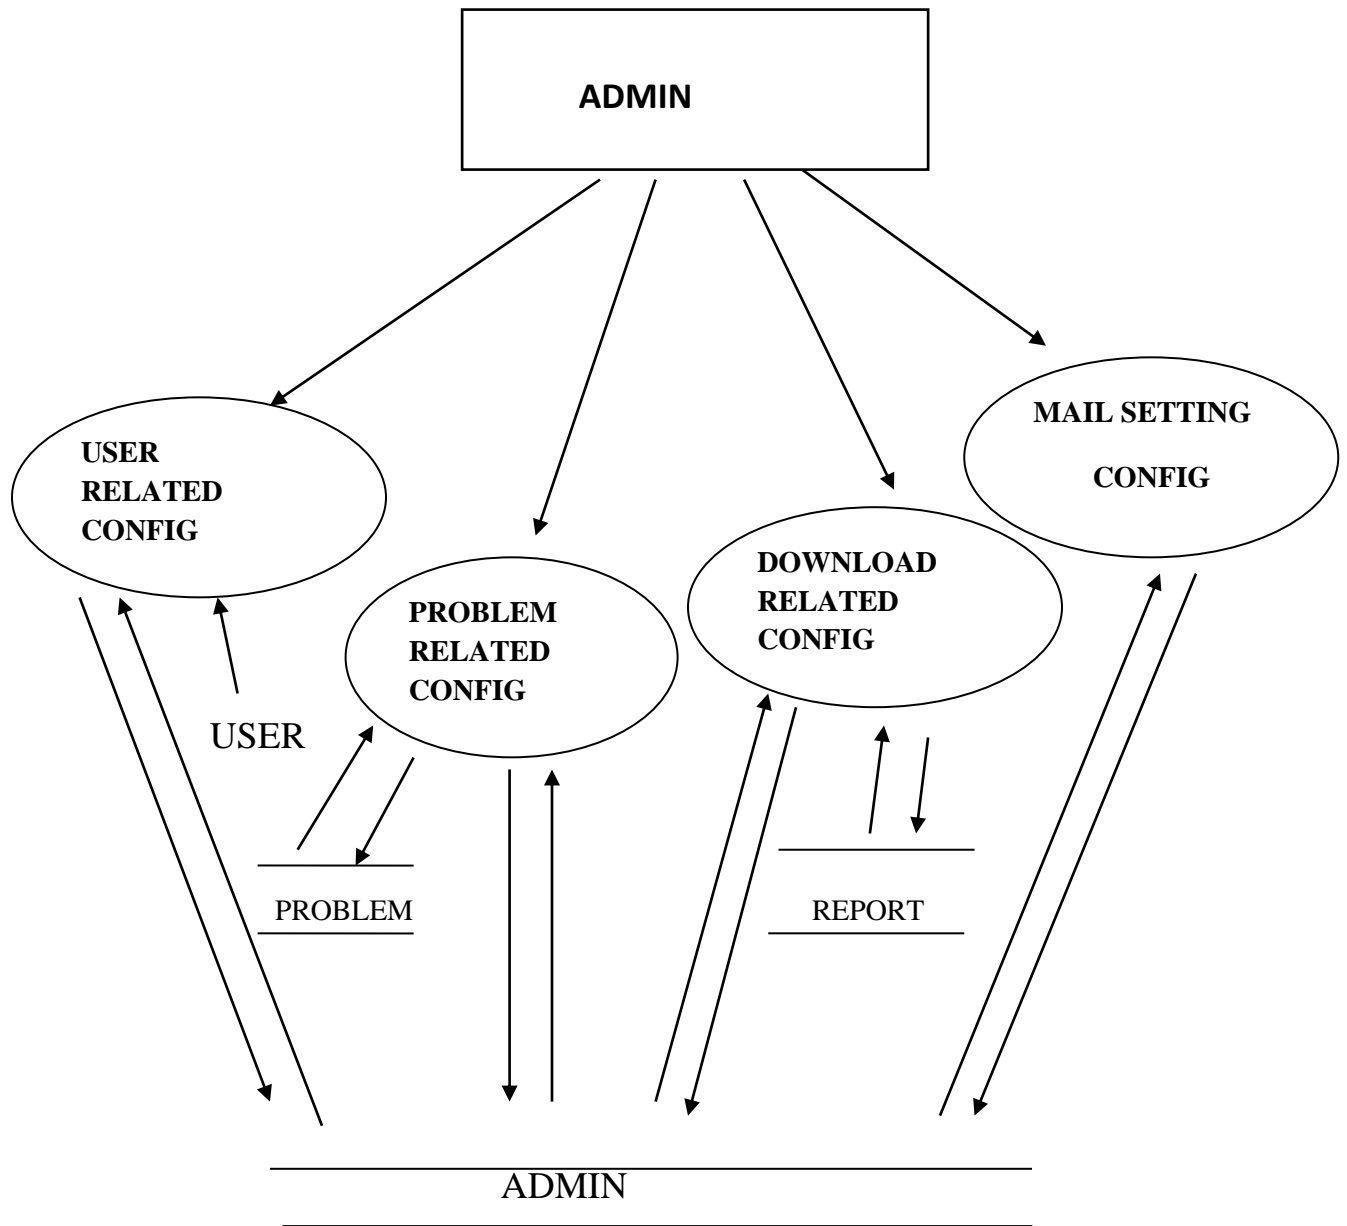 ADMIN
MAIL SETTING
CONFIG
USER
RELATED
CONFIG
DOWNLOAD
RELATED
CONFIG
PROBLEM
RELATED
CONFIG
USER
PROBLEM
REPORT
ADMIN